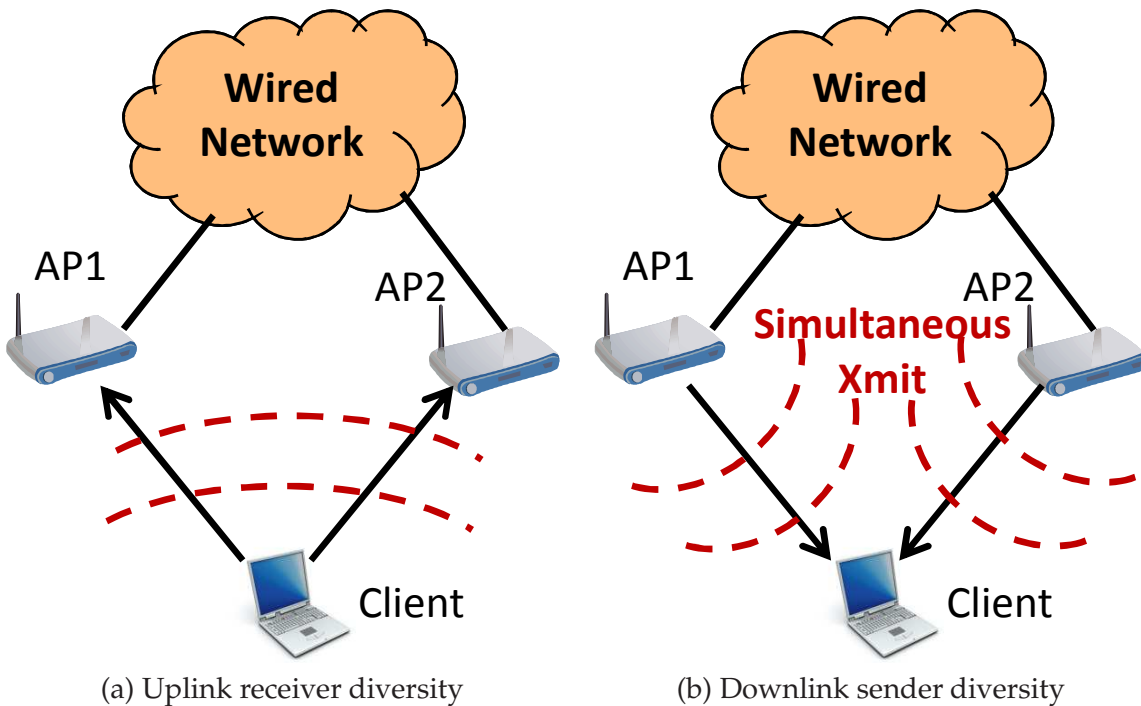 Wired
Network
AP1
AP2
Client
(a) Uplink receiver diversity
Wired
Network
AP1
AP2
Simultaneous
Xmit
Client
(b) Downlink sender diversity